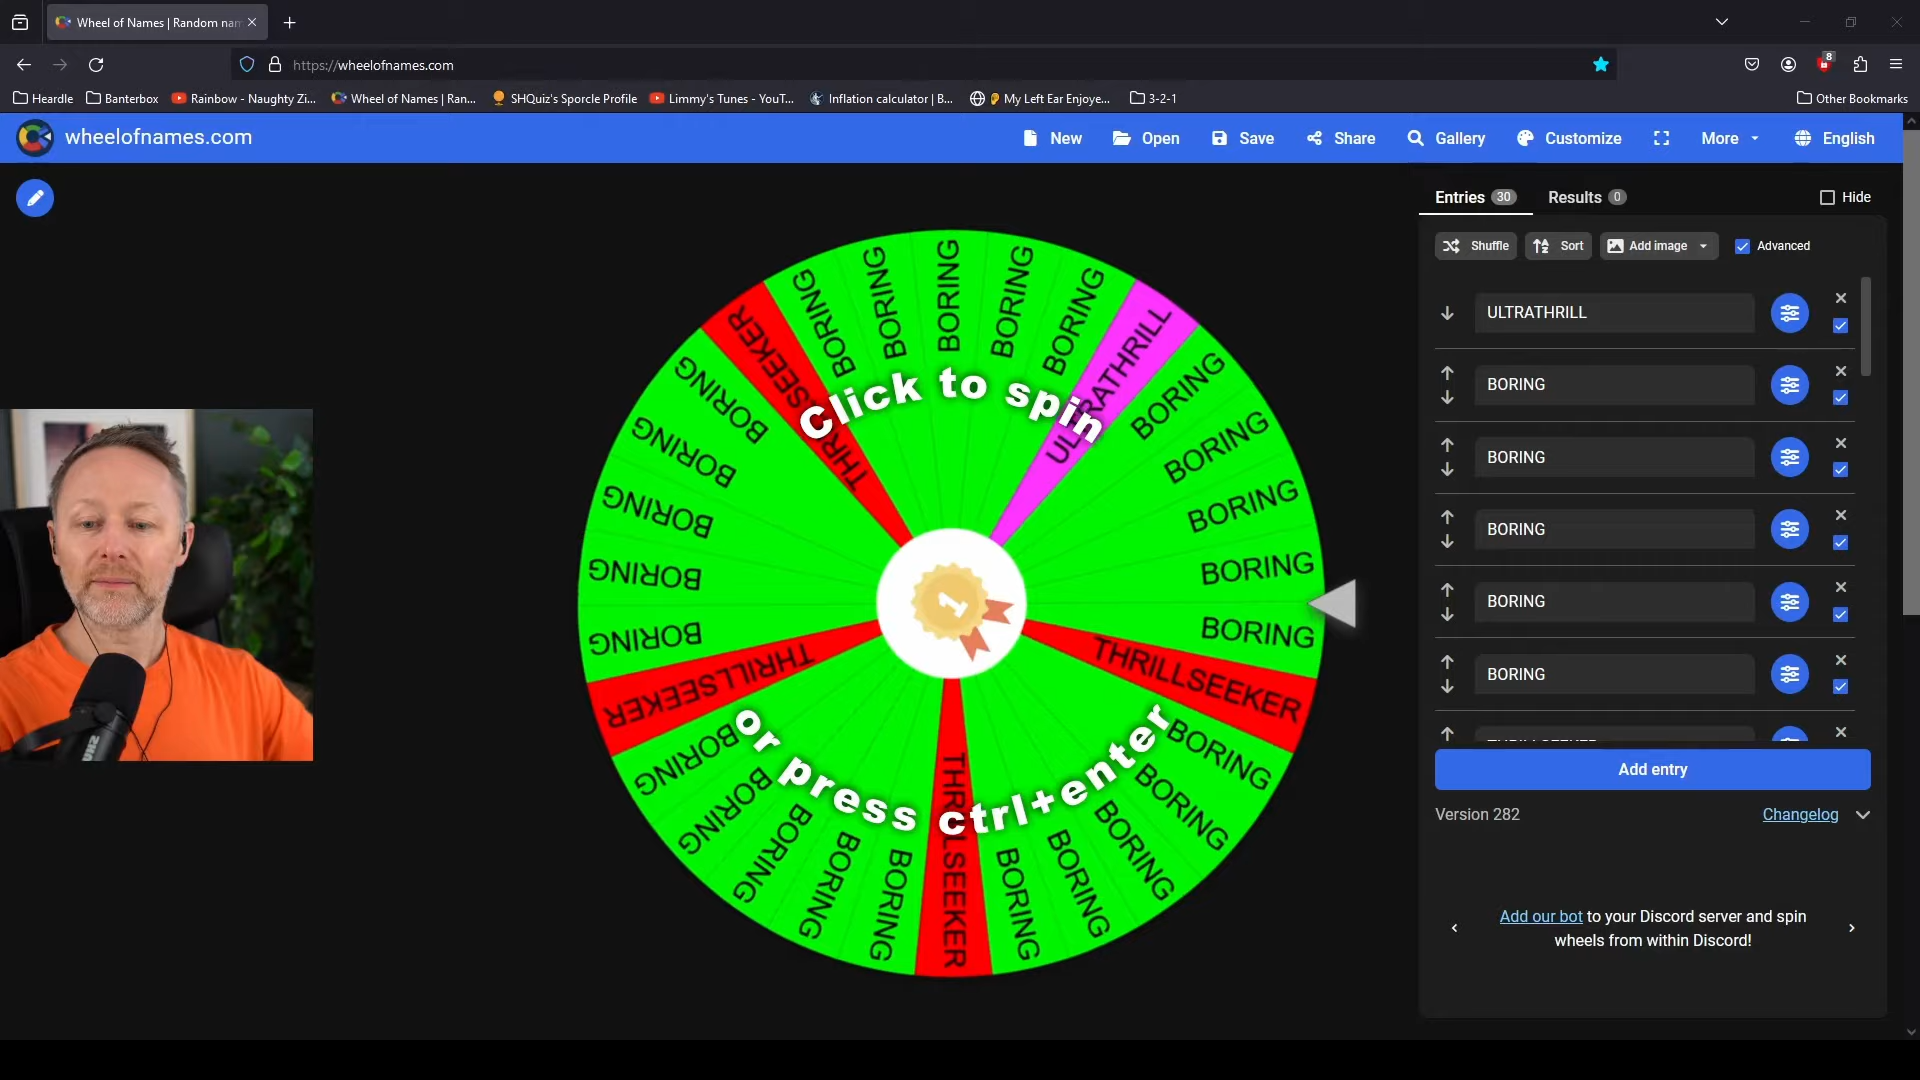 Wheel of Names | Random nam
https://wheelofnames.com
8
Heardle
Banterbox
Rainbow - Naughty Zi...
Wheel of Names | Ran...
SHQuiz's Sporcle Profile
Limmy's Tunes - YouT...
Inflation calculator | B...
My Left Ear Enjoye...
3-2-1
Other Bookmarks
wheelofnames.com
New
Open
Save
Share
Gallery
Customize
More
English
Entries 30
Results 0
Hide
Shuffle
Sort
Add image
Advanced
ULTRATHRILL
BORING
BORING
BORING
BORING
BORING
Add entry
Version 282
Changelog
Add our bot to your Discord server and spin
wheels from within Discord!
Click to spin
or press ctrl+enter
BORING
BORING
BORING
BORING
BORING
ULTRATHRILL
BORING
BORING
BORING
BORING
BORING
THRILLSEEKER
BORING
BORING
BORING
BORING
BORING
THRILLSEEKER
BORING
BORING
BORING
BORING
BORING
THRILLSEEKER
BORING
BORING
BORING
BORING
BORING
THRILLSEEKER
1